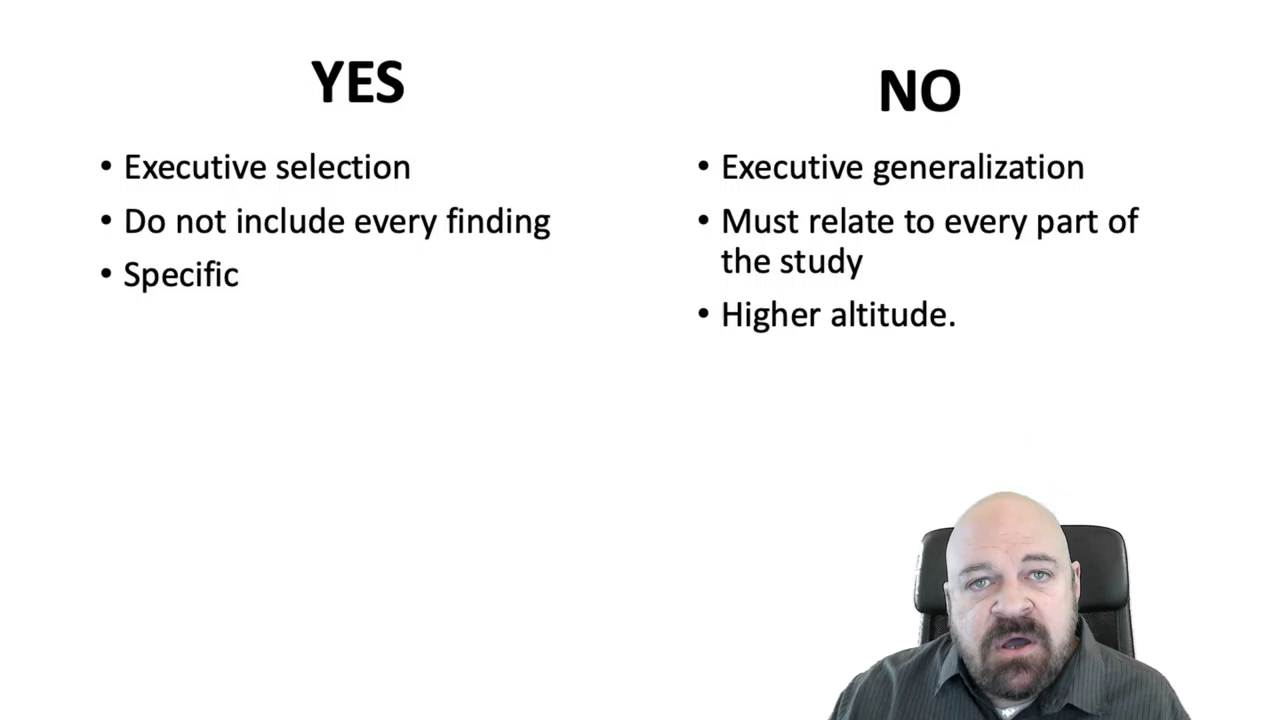 YES
• Executive selection
• Do not include every finding
• Specific
NO
• Executive generalization
• Must relate to every part of
the study
• Higher altitude.